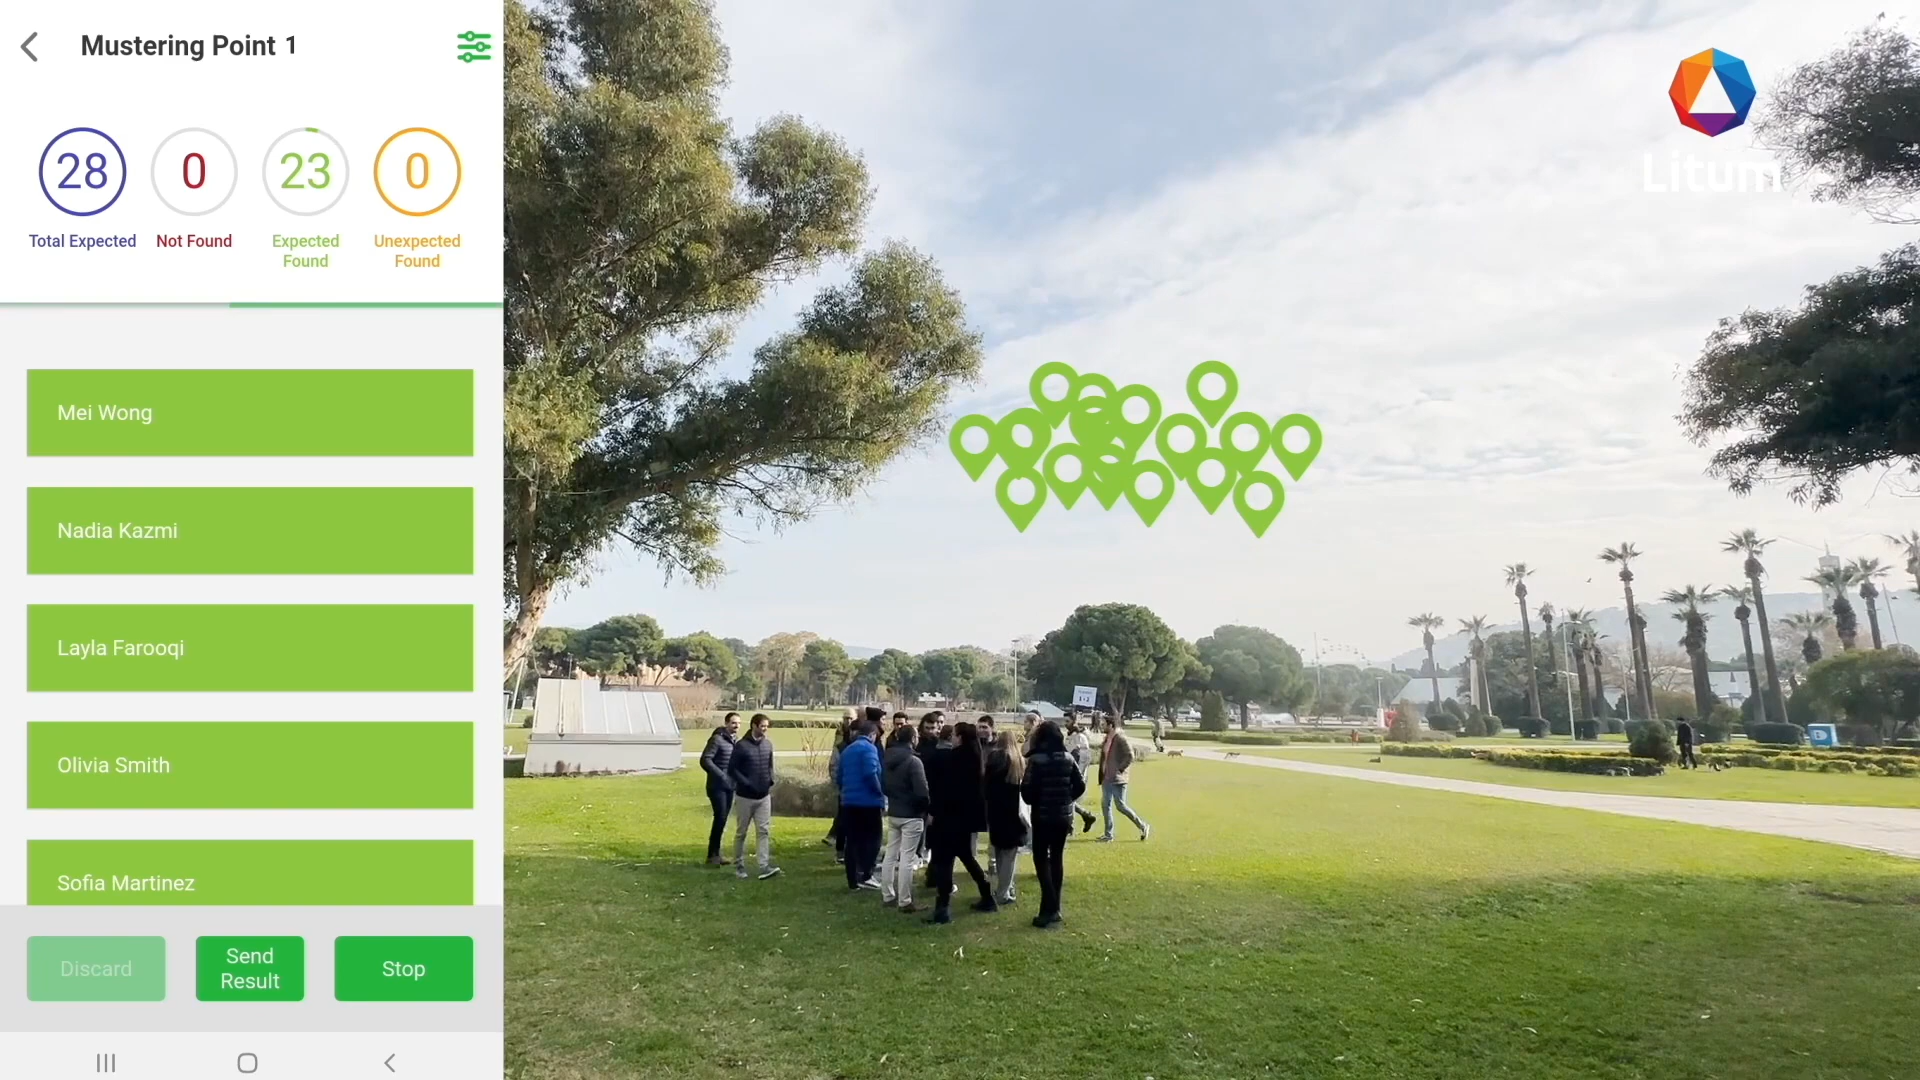 Mustering Point 1
28
0
23
0
Total Expected
Not Found
Expected
Found
Unexpected
Found
Mei Wong
Nadia Kazmi
Layla Farooqi
Olivia Smith
Sofia Martinez
Discard
Send
Result
Stop
Litum